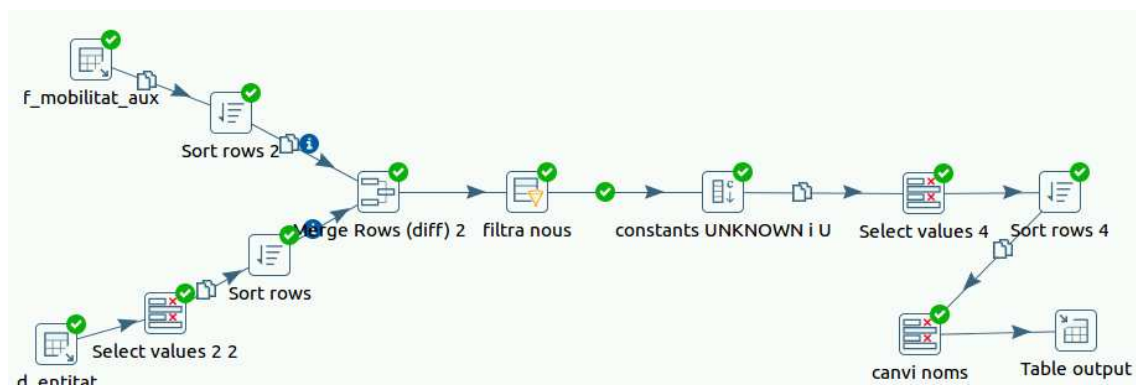 f_mobilitat_aux
Sort rows 2
Merge Rows (diff) 2
filtra nous
constants UNKNOWN i U
Select values 4
Sort rows 4
Sort rows
Select values 2 2
d_entitat
canvi noms
Table output